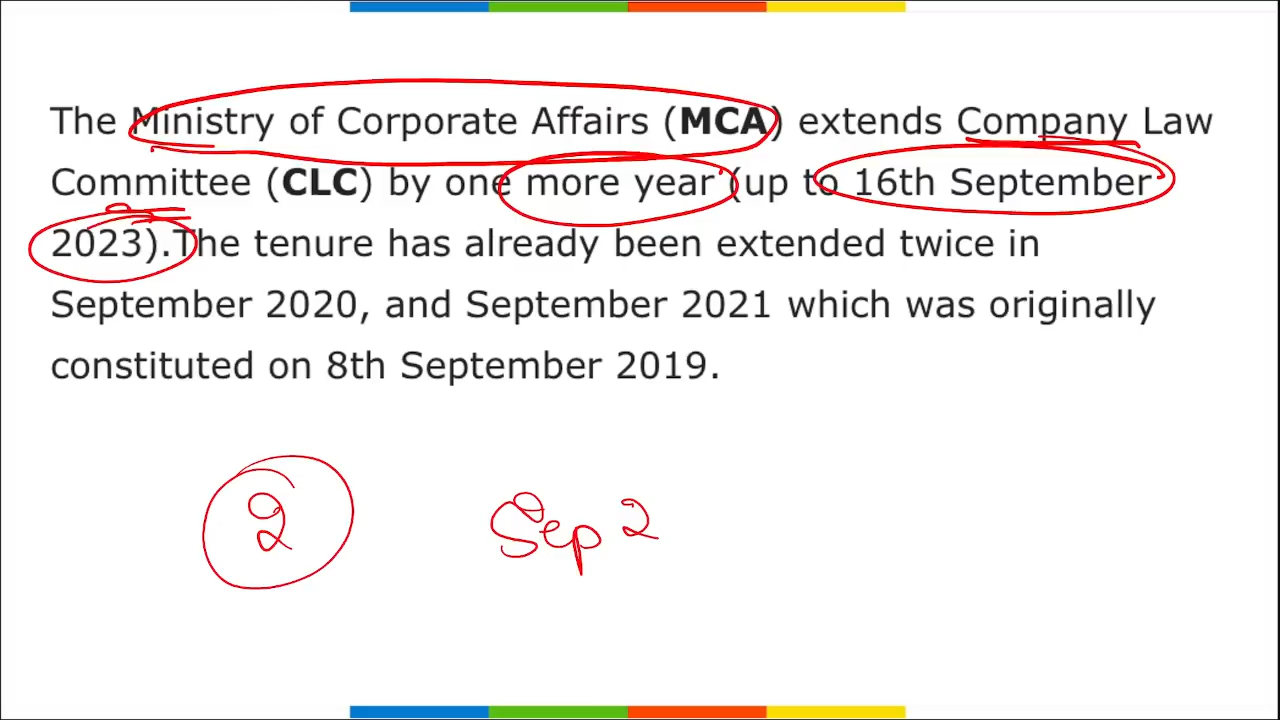 The Ministry of Corporate Affairs (MCA) extends Company Law
Committee (CLC) by one more year (up to 16th September
2023).The tenure has already been extended twice in
September 2020, and September 2021 which was originally
constituted on 8th September 2019.
2 Sep 2